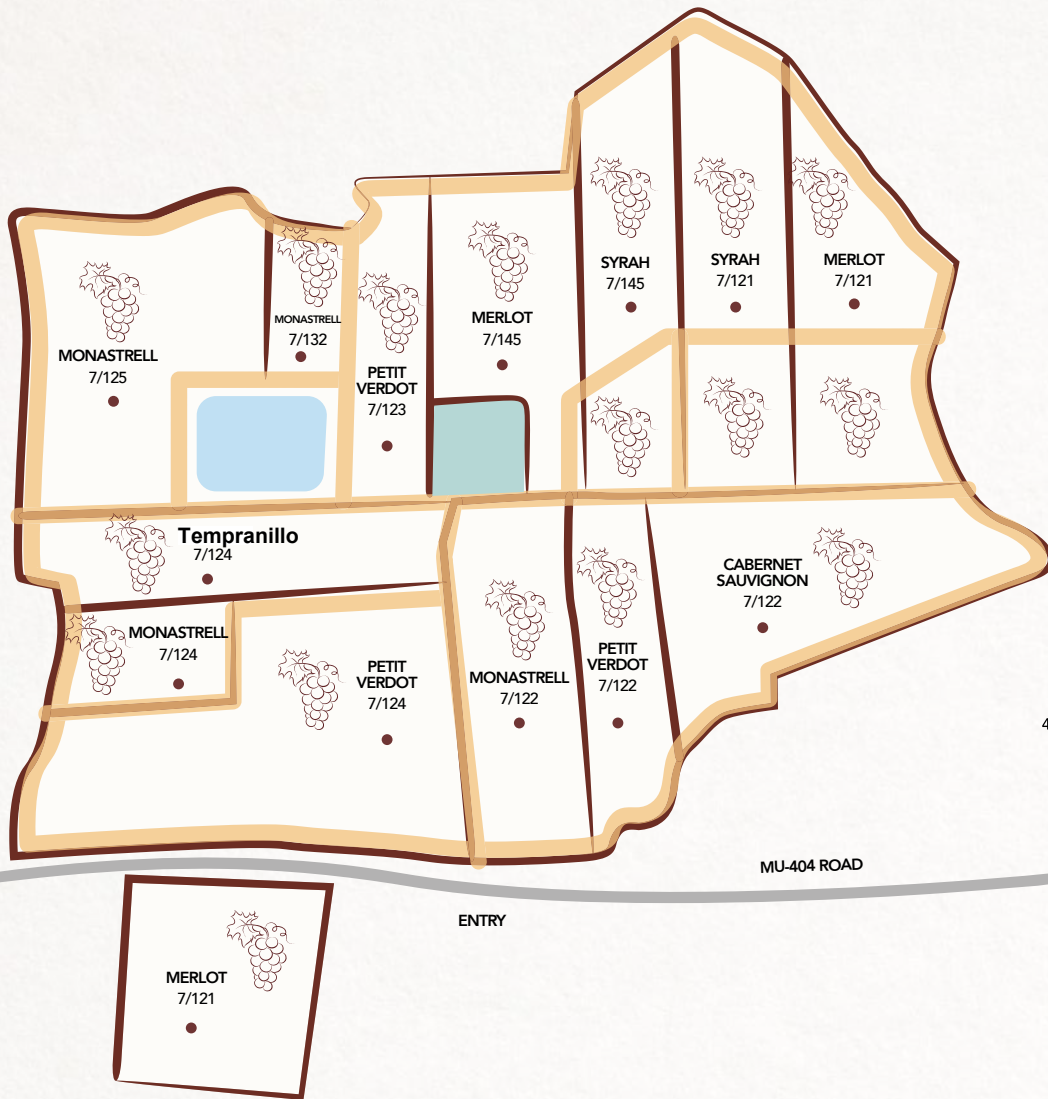 SYRAH
7/145
SYRAH
7/121
MERLOT
7/121
MONASTRELL
7/125
MONASTRELL
7/132
PETIT
VERDOT
7/123
MERLOT
7/145
Tempranillo
7/124
MONASTRELL
7/124
PETIT
VERDOT
7/124
MONASTRELL
7/122
PETIT
VERDOT
7/122
CABERNET
SAUVIGNON
7/122
4
MU-404 ROAD
ENTRY
MERLOT
7/121